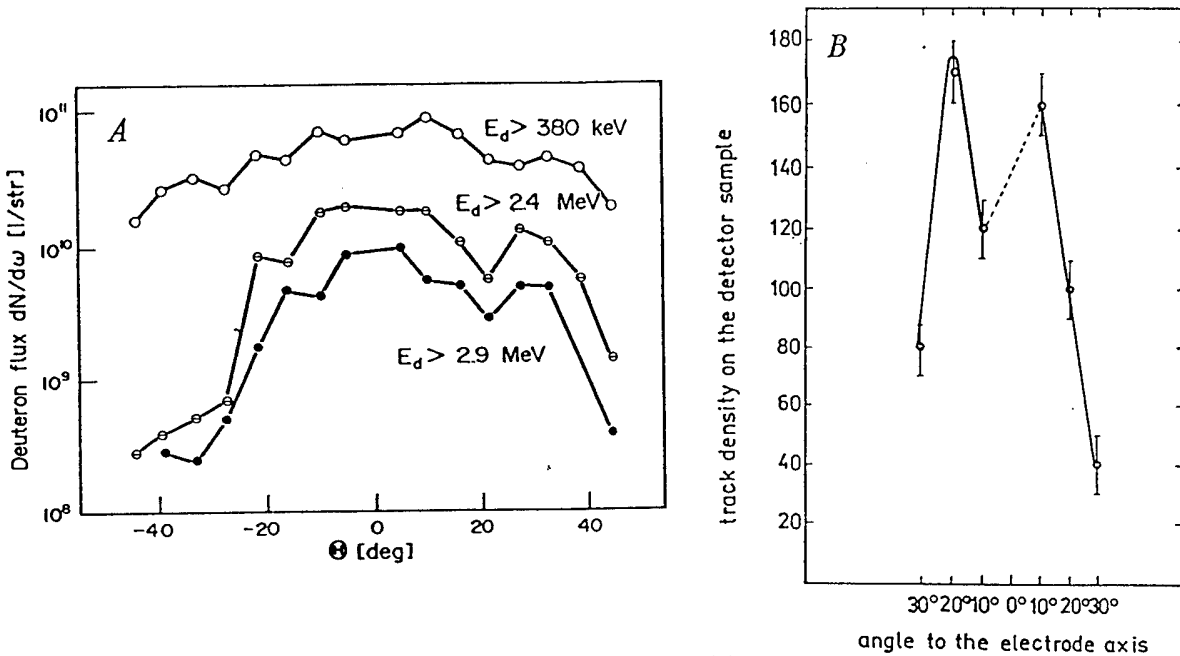 A
10¹¹
10¹⁰
10⁹
10⁸
Deuteron flux dN/dω [1/str]
E_d > 380 keV
E_d > 2.4 MeV
E_d > 2.9 MeV
-40 -20 0 20 40
Θ [deg]
B
180
160
140
120
100
80
60
40
20
track density on the detector sample
30° 20° 10° 0° 10° 20° 30°
angle to the electrode axis